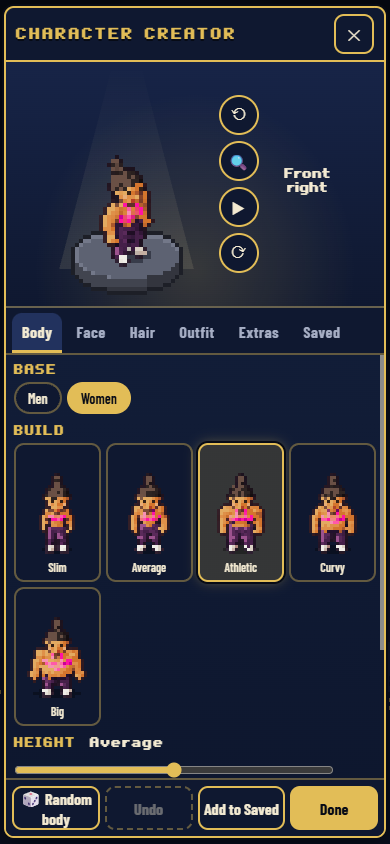 CHARACTER CREATOR
Front
right
Body Face Hair Outfit Extras Saved
BASE
Men Women
BUILD
Slim Average Athletic Curvy
Big
HEIGHT Average
Random
body
Undo Add to Saved Done